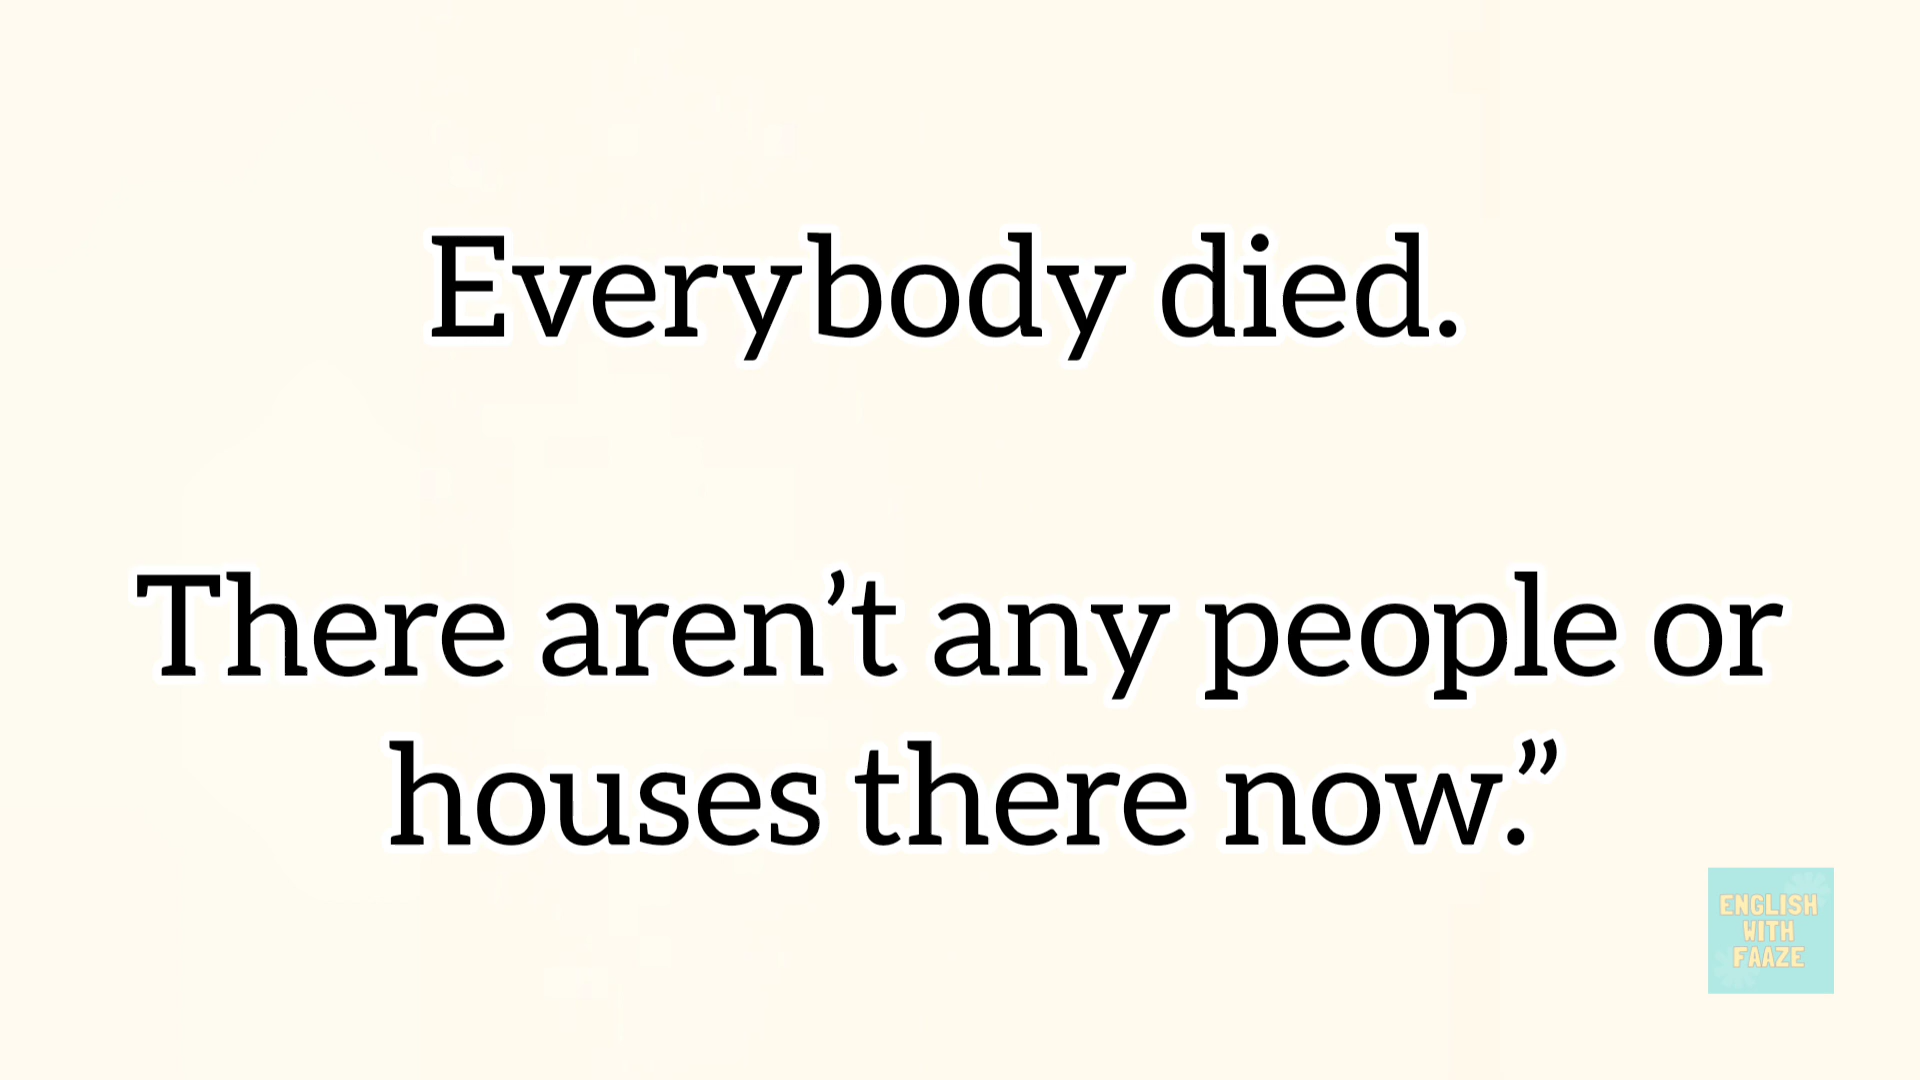 Everybody died.
There aren’t any people or
houses there now.”
ENGLISH
WITH
FAAZE